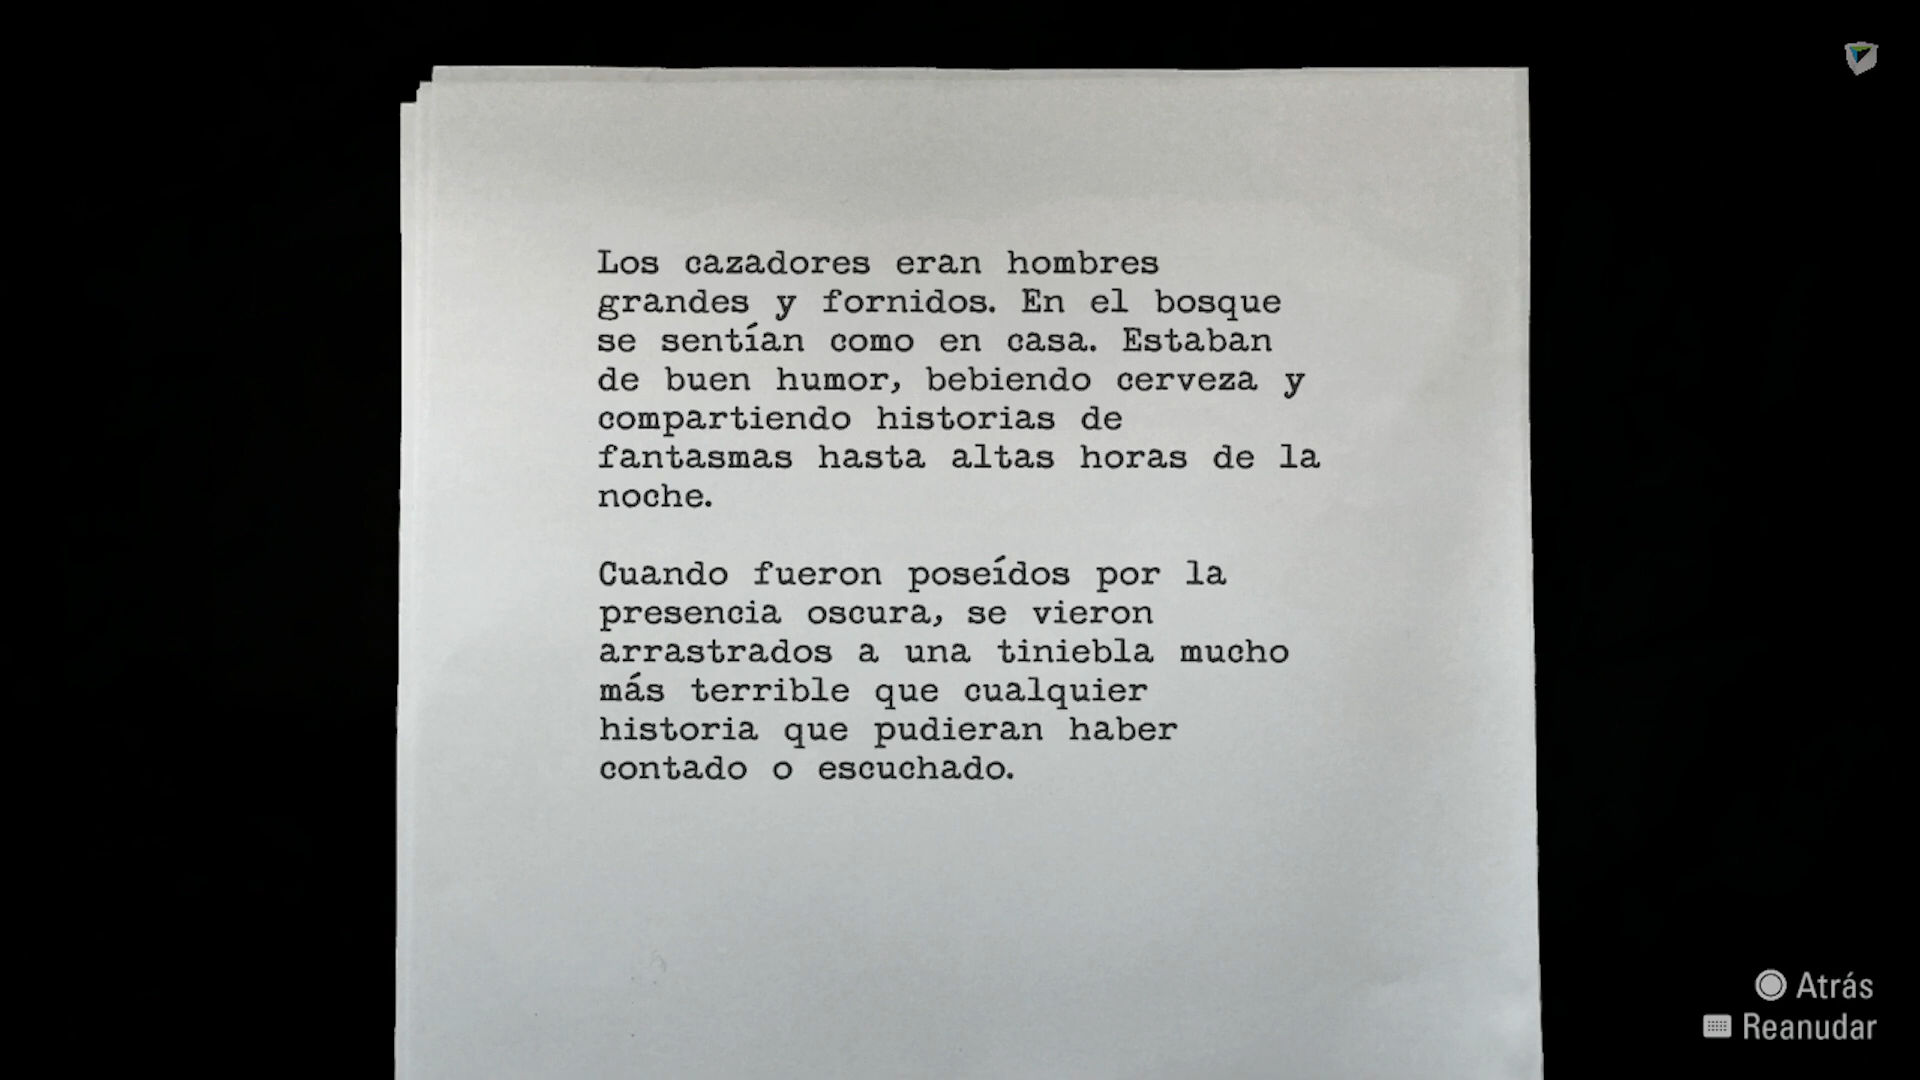 Los cazadores eran hombres
grandes y fornidos. En el bosque
se sentían como en casa. Estaban
de buen humor, bebiendo cerveza y
compartiendo historias de
fantasmas hasta altas horas de la
noche.
Cuando fueron poseídos por la
presencia oscura, se vieron
arrastrados a una tiniebla mucho
más terrible que cualquier
historia que pudieran haber
contado o escuchado.
Atrás
Reanudar